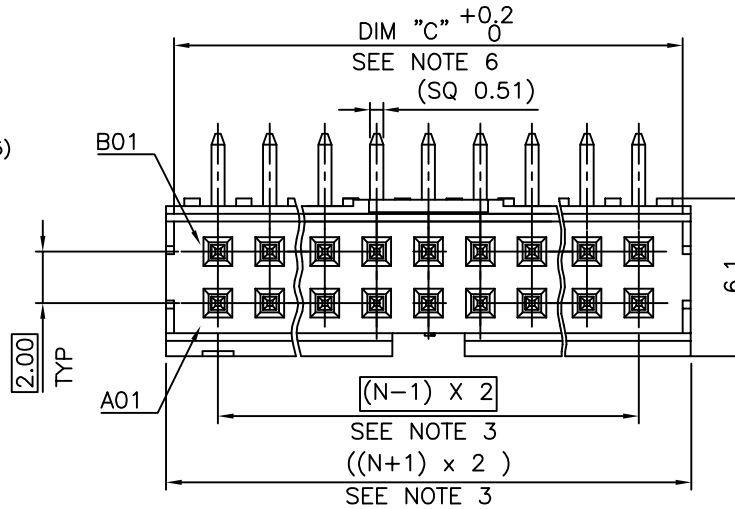 DIM "C" +0.2
0
SEE NOTE 6
(SQ 0.51)
B01
6.1
2.00
TYP
A01
(N-1) X 2
SEE NOTE 3
((N+1) x 2 )
SEE NOTE 3